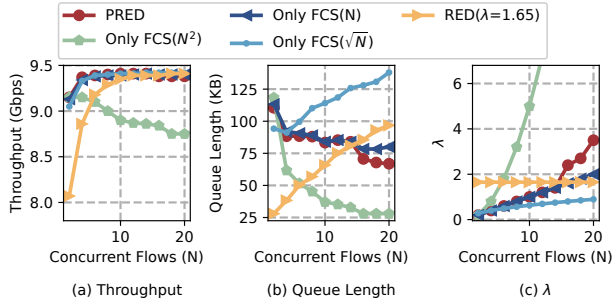 PRED
Only FCS(N)
RED(λ=1.65)
Only FCS(N²)
Only FCS(√N)
Throughput (Gbps)
9.5
9.0
8.5
8.0
10
20
Concurrent Flows (N)
(a) Throughput
Queue Length (KB)
125
100
75
50
25
10
20
Concurrent Flows (N)
(b) Queue Length
λ
6
4
2
0
10
20
Concurrent Flows (N)
(c) λ